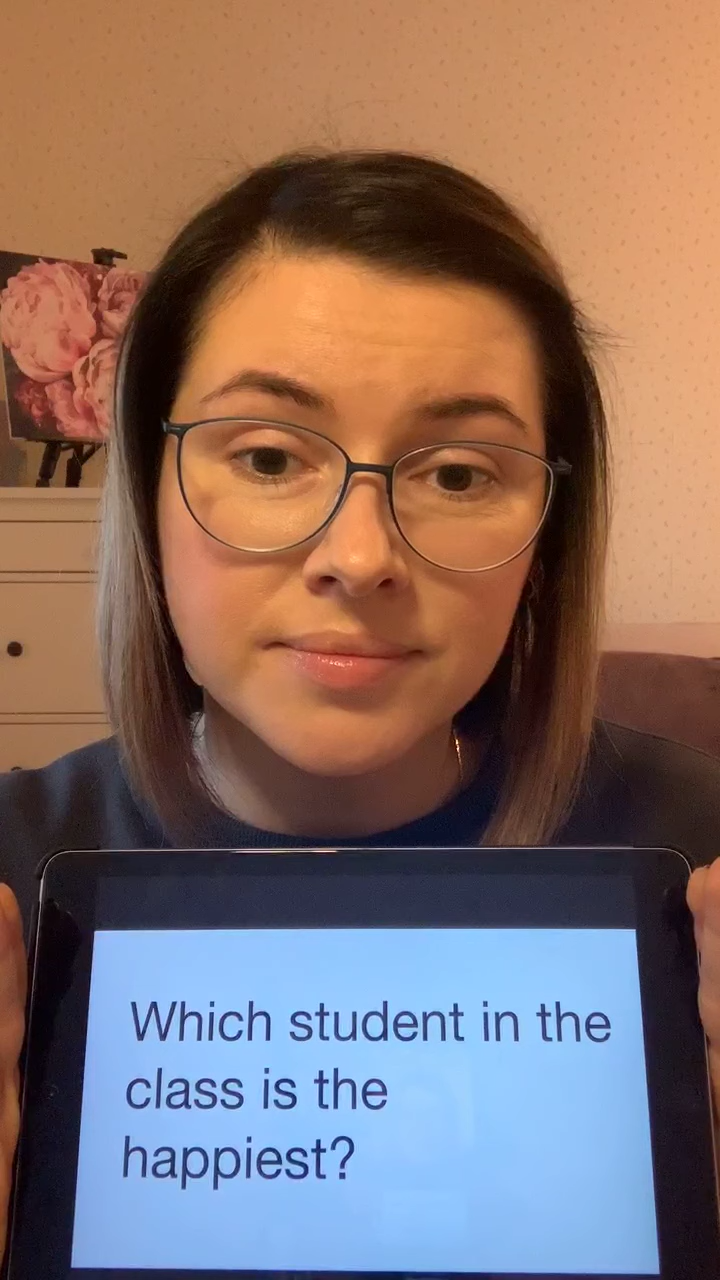 Which student in the
class is the
happiest?